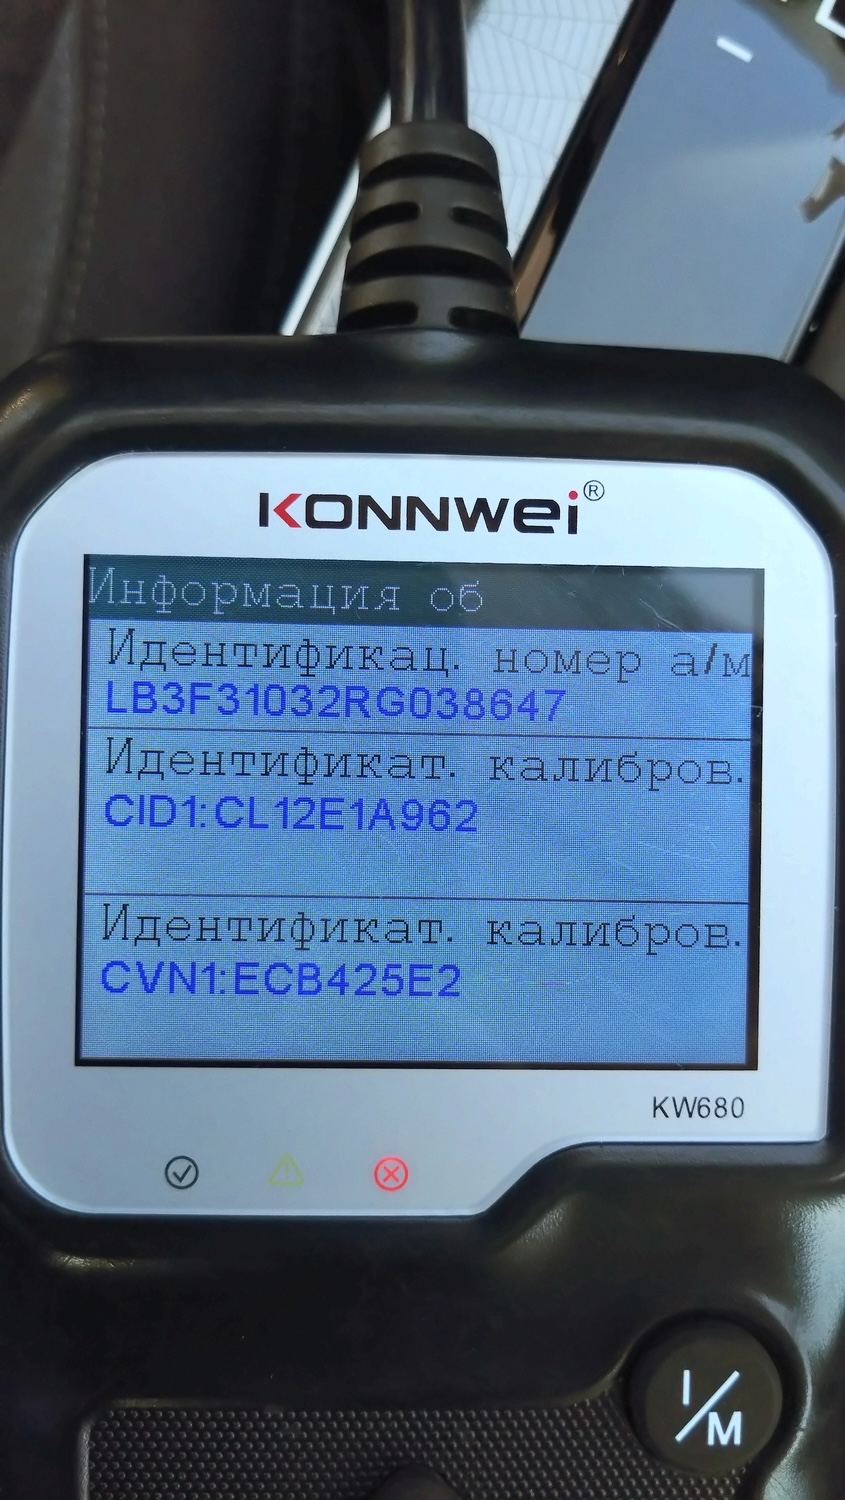 KONNWEI®
Информация об
Идентификац. номер а/м
LB3F31032RG038647
Идентификат. калибров.
CID1:CL12E1A962
Идентификат. калибров.
CVN1:ECB425E2
KW680
I/M